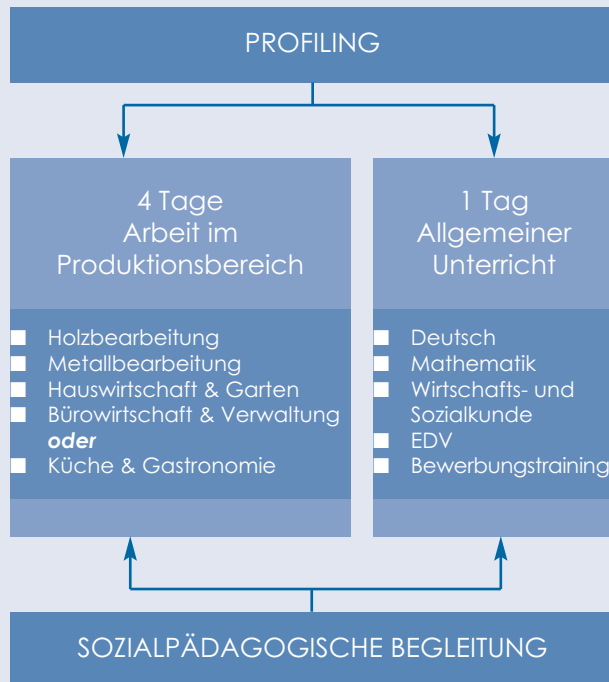 PROFILING
4 Tage
Arbeit im
Produktionsbereich
■ Holzbearbeitung
■ Metallbearbeitung
■ Hauswirtschaft & Garten
■ Bürowirtschaft & Verwaltung
oder
■ Küche & Gastronomie
1 Tag
Allgemeiner
Unterricht
■ Deutsch
■ Mathematik
■ Wirtschafts- und
Sozialkunde
■ EDV
■ Bewerbungstraining
SOZIALPÄDAGOGISCHE BEGLEITUNG